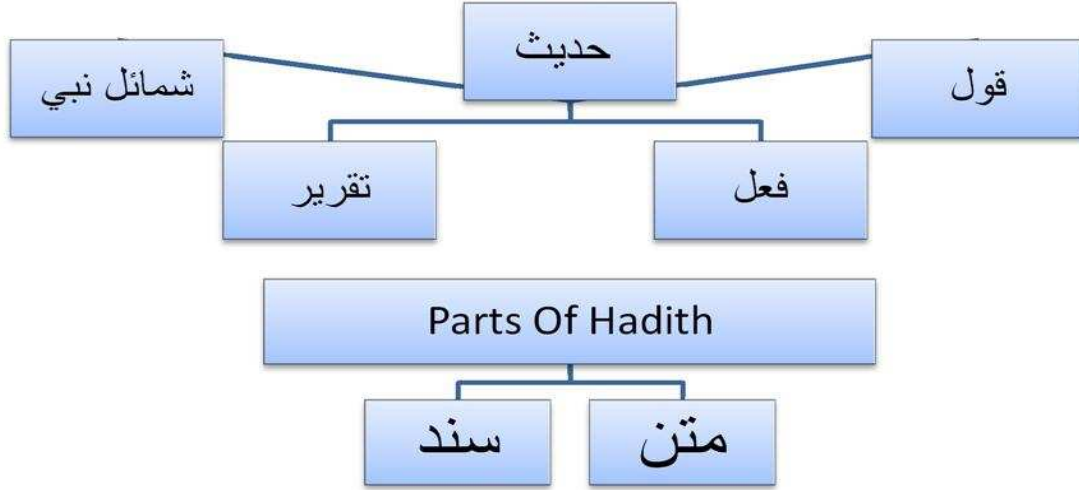 حديث
قول
شمائل نبي
فعل
تقرير
Parts Of Hadith
متن
سند